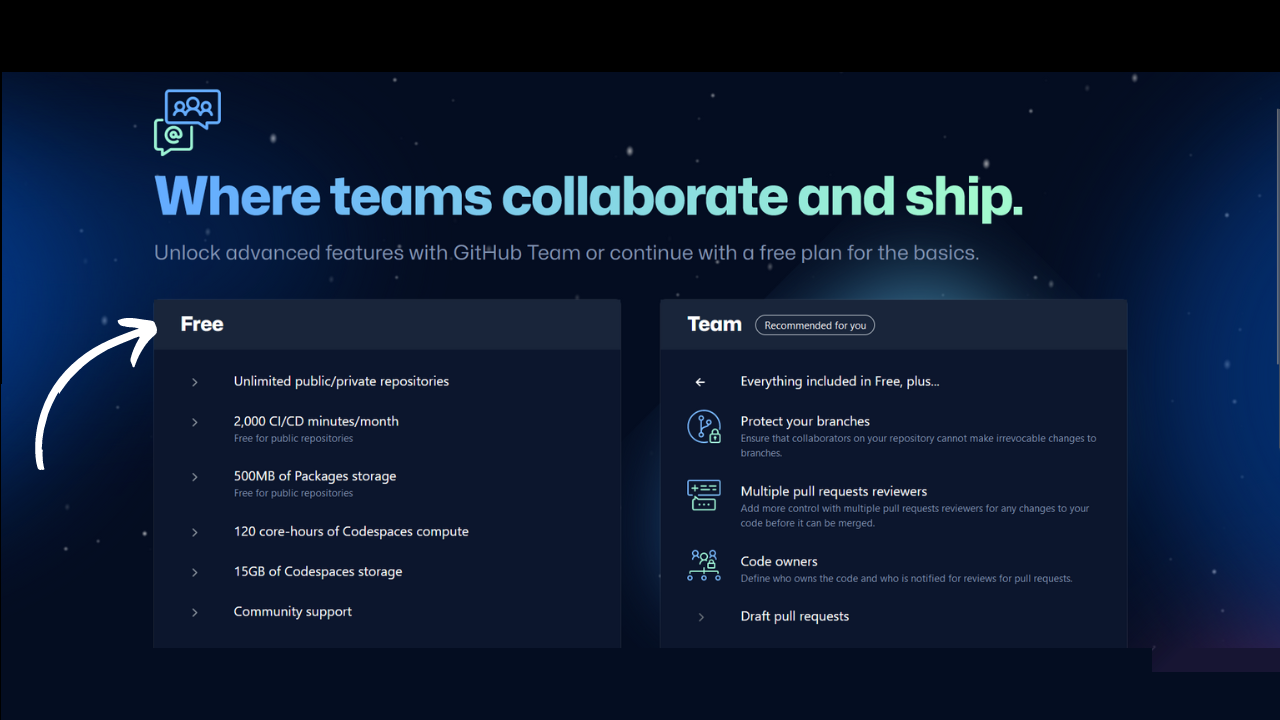 @
Where teams collaborate and ship.
Unlock advanced features with GitHub Team or continue with a free plan for the basics.
Free
Unlimited public/private repositories
2,000 CI/CD minutes/month
Free for public repositories
500MB of Packages storage
Free for public repositories
120 core-hours of Codespaces compute
15GB of Codespaces storage
Community support
Team
Recommended for you
Everything included in Free, plus...
Protect your branches
Ensure that collaborators on your repository cannot make irrevocable changes to
branches.
Multiple pull requests reviewers
Add more control with multiple pull requests reviewers for any changes to your
code before it can be merged.
Code owners
Define who owns the code and who is notified for reviews for pull requests.
Draft pull requests